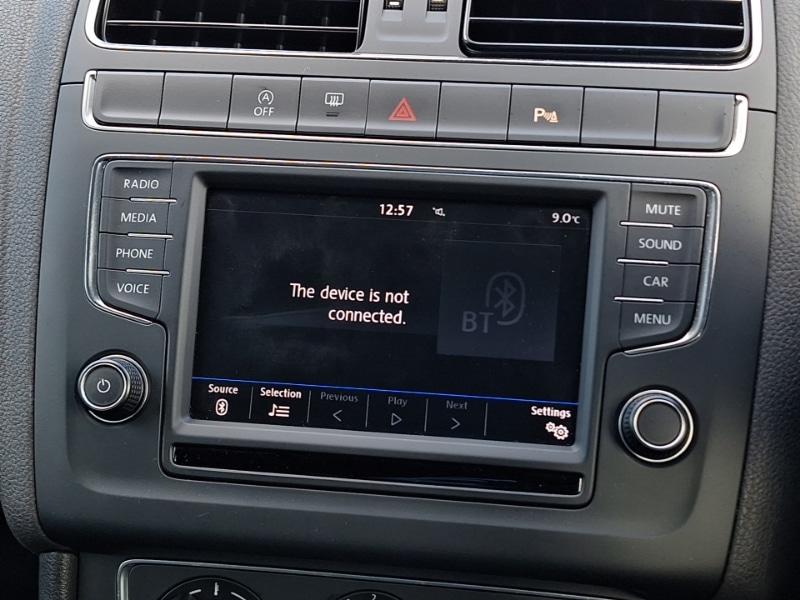 A
OFF
P
RADIO
MEDIA
PHONE
VOICE
12:57
9.0°C
The device is not
connected.
BT
Source
Selection
Previous
Play
Next
Settings
MUTE
SOUND
CAR
MENU